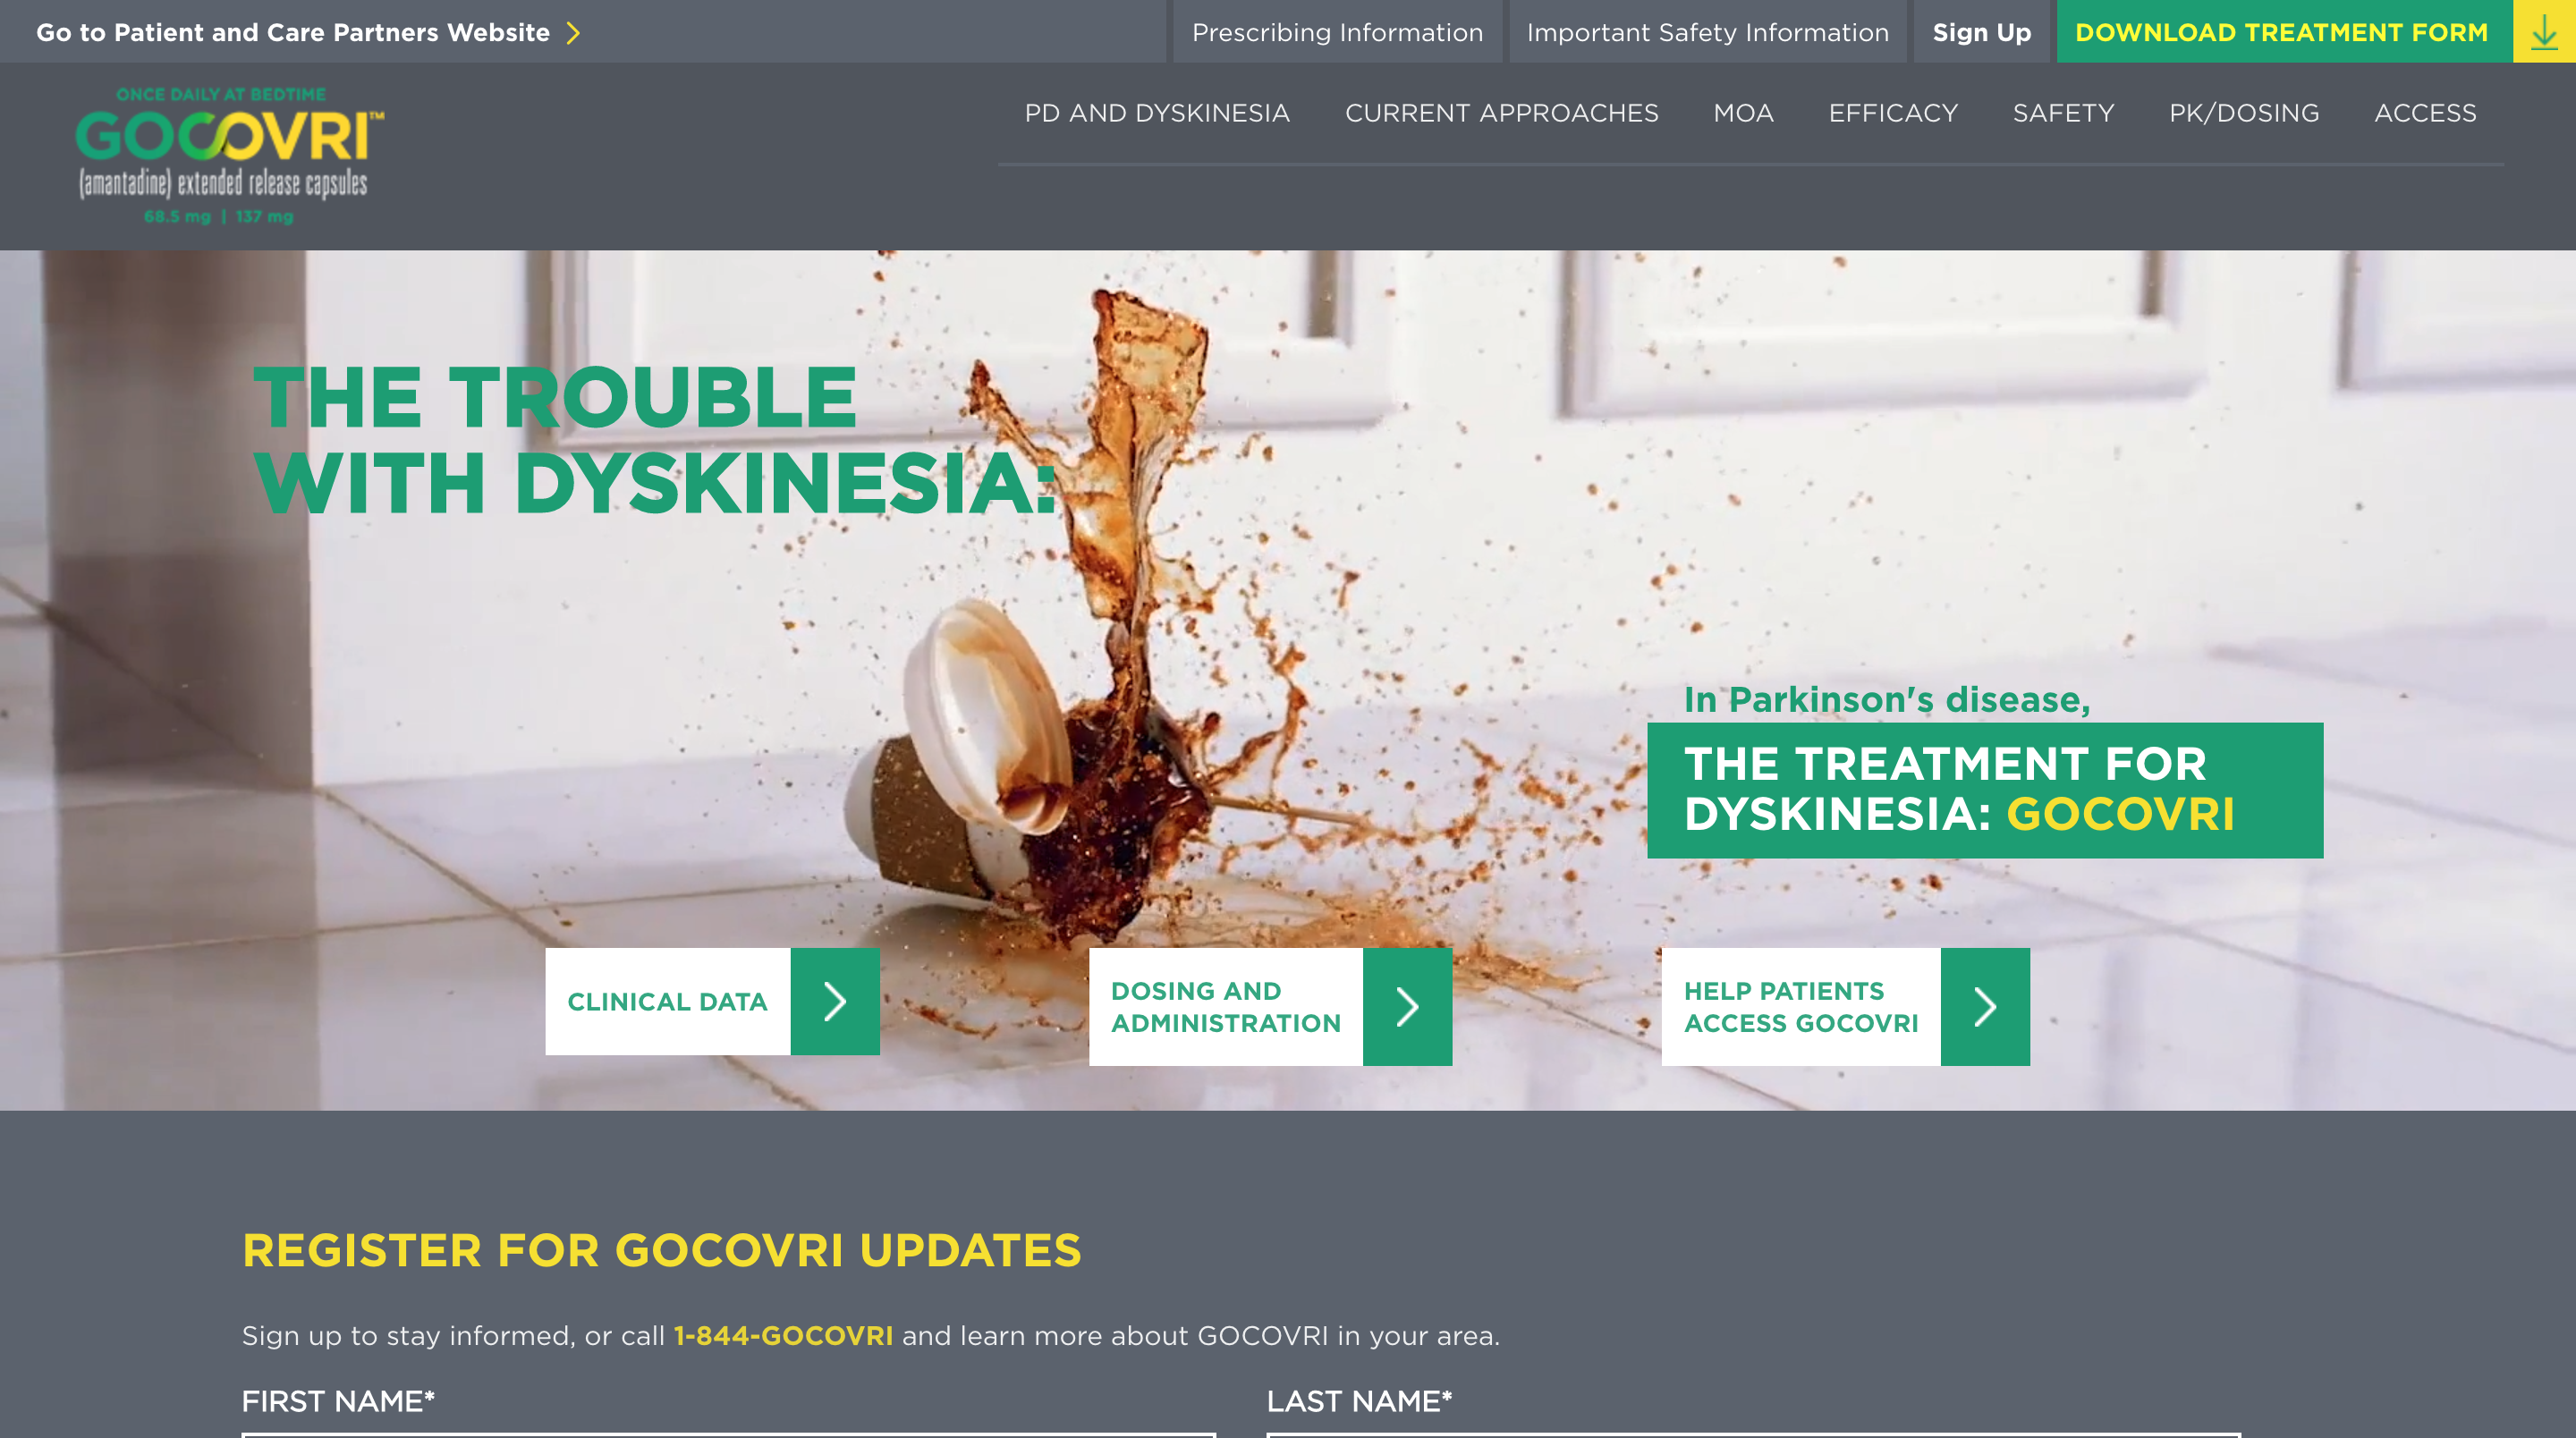 Go to Patient and Care Partners Website
Prescribing Information
Important Safety Information
Sign Up
DOWNLOAD TREATMENT FORM
ONCE DAILY AT BEDTIME
GOCOVRI™
(amantadine) extended release capsules
68.5 mg | 137 mg
PD AND DYSKINESIA
CURRENT APPROACHES
MOA
EFFICACY
SAFETY
PK/DOSING
ACCESS
THE TROUBLE
WITH DYSKINESIA:
In Parkinson's disease,
THE TREATMENT FOR
DYSKINESIA: GOCOVRI
CLINICAL DATA
DOSING AND
ADMINISTRATION
HELP PATIENTS
ACCESS GOCOVRI
REGISTER FOR GOCOVRI UPDATES
Sign up to stay informed, or call 1-844-GOCOVRI and learn more about GOCOVRI in your area.
FIRST NAME*
LAST NAME*